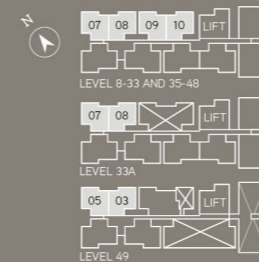 N
07 08 09 10 LIFT
LEVEL 8-33 AND 35-48
07 08 LIFT
LEVEL 33A
05 03 LIFT
LEVEL 49